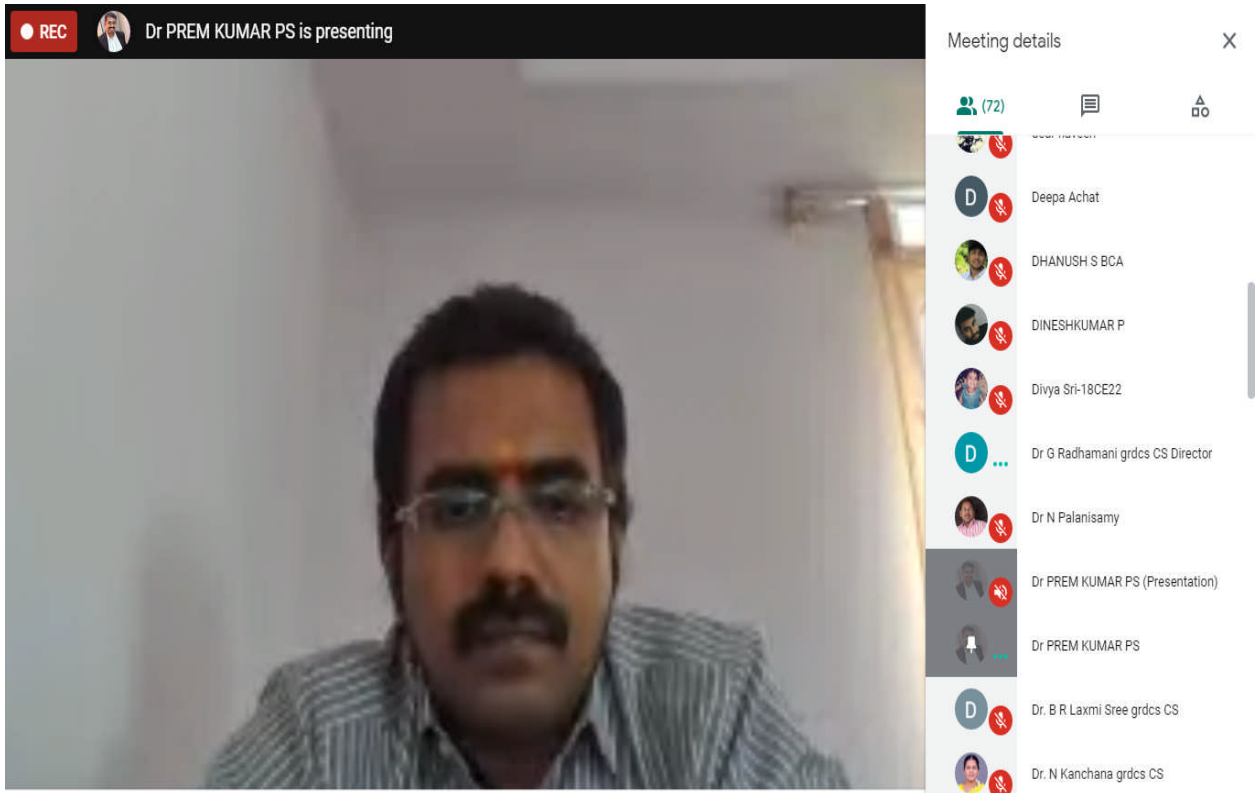 REC
Dr PREM KUMAR PS is presenting
Meeting details
(72)
Deepa Achat
D
DHANUSH S BCA
DINESHKUMAR P
Divya Sri-18CE22
D
Dr G Radhamani grdcs CS Director
Dr N Palanisamy
Dr PREM KUMAR PS (Presentation)
Dr PREM KUMAR PS
D
Dr. B R Laxmi Sree grdcs CS
Dr. N Kanchana grdcs CS